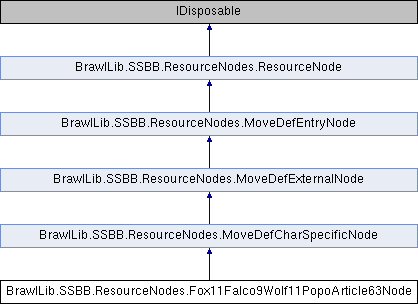 IDisposable
BrawlLib.SSBB.ResourceNodes.ResourceNode
BrawlLib.SSBB.ResourceNodes.MoveDefEntryNode
BrawlLib.SSBB.ResourceNodes.MoveDefExternalNode
BrawlLib.SSBB.ResourceNodes.MoveDefCharSpecificNode
BrawlLib.SSBB.ResourceNodes.Fox11Falco9Wolf11PopoArticle63Node